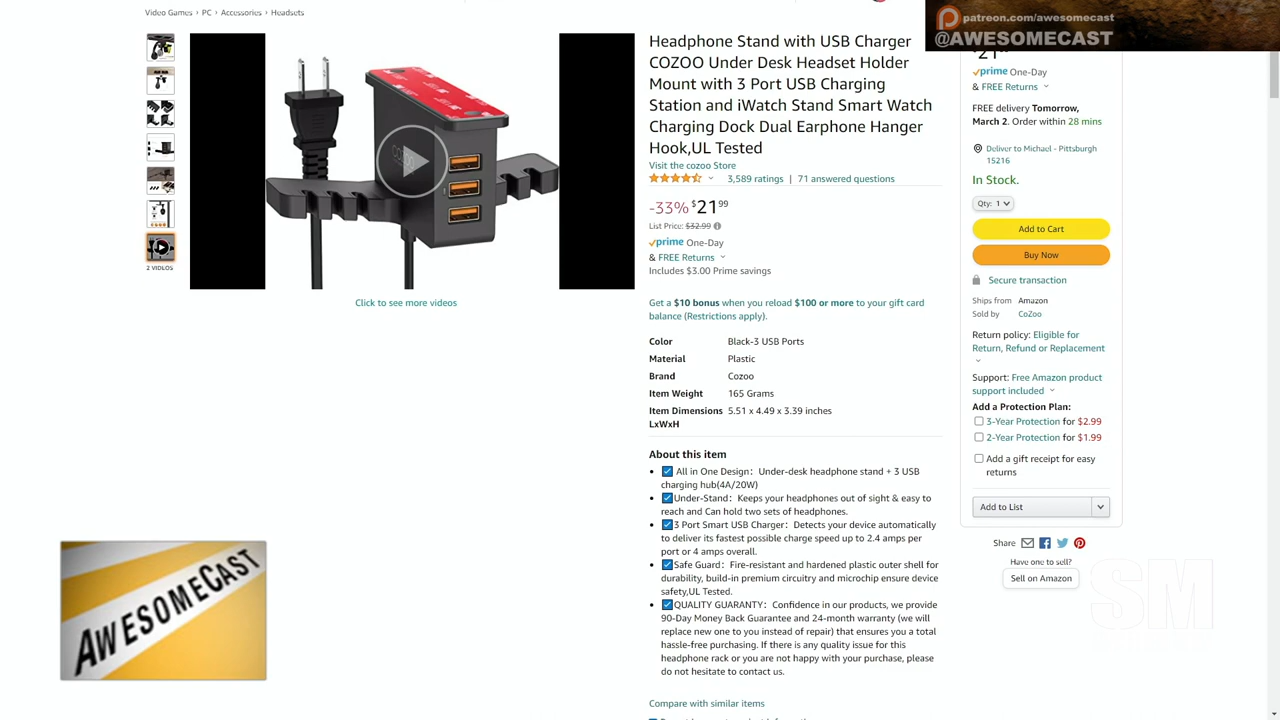 Video Games › PC › Accessories › Headsets
patreon.com/awesomecast
@AWESOMECAST
2 VIDEOS
Click to see more videos
Headphone Stand with USB Charger
COZOO Under Desk Headset Holder
Mount with 3 Port USB Charging
Station and iWatch Stand Smart Watch
Charging Dock Dual Earphone Hanger
Hook,UL Tested
Visit the cozoo Store
3,589 ratings | 71 answered questions
-33% $21 99
List Price: $32.99
prime One-Day
& FREE Returns
Includes $3.00 Prime savings
Get a $10 bonus when you reload $100 or more to your gift card
balance (Restrictions apply).
Color Black-3 USB Ports
Material Plastic
Brand Cozoo
Item Weight 165 Grams
Item Dimensions 5.51 x 4.49 x 3.39 inches
LxWxH
About this item
• ☑ All in One Design: Under-desk headphone stand + 3 USB
charging hub(4A/20W)
• ☑Under-Stand: Keeps your headphones out of sight & easy to
reach and Can hold two sets of headphones.
• ☑3 Port Smart USB Charger: Detects your device automatically
to deliver its fastest possible charge speed up to 2.4 amps per
port or 4 amps overall.
• ☑Safe Guard: Fire-resistant and hardened plastic outer shell for
durability, build-in premium circuitry and microchip ensure device
safety,UL Tested.
• ☑QUALITY GUARANTY: Confidence in our products, we provide
90-Day Money Back Guarantee and 24-month warranty (we will
replace new one to you instead of repair) that ensures you a total
hassle-free purchasing. If there is any quality issue for this
headphone rack or you are not happy with your purchase, please
do not hesitate to contact us.
Compare with similar items
prime One-Day
& FREE Returns
FREE delivery Tomorrow,
March 2. Order within 28 mins
Deliver to Michael - Pittsburgh
15216
In Stock.
Qty: 1
Add to Cart
Buy Now
Secure transaction
Ships from Amazon
Sold by CoZoo
Return policy: Eligible for
Return, Refund or Replacement
Support: Free Amazon product
support included
Add a Protection Plan:
3-Year Protection for $2.99
2-Year Protection for $1.99
Add a gift receipt for easy
returns
Add to List
Share
Have one to sell?
Sell on Amazon
AWESOMECAST
SM